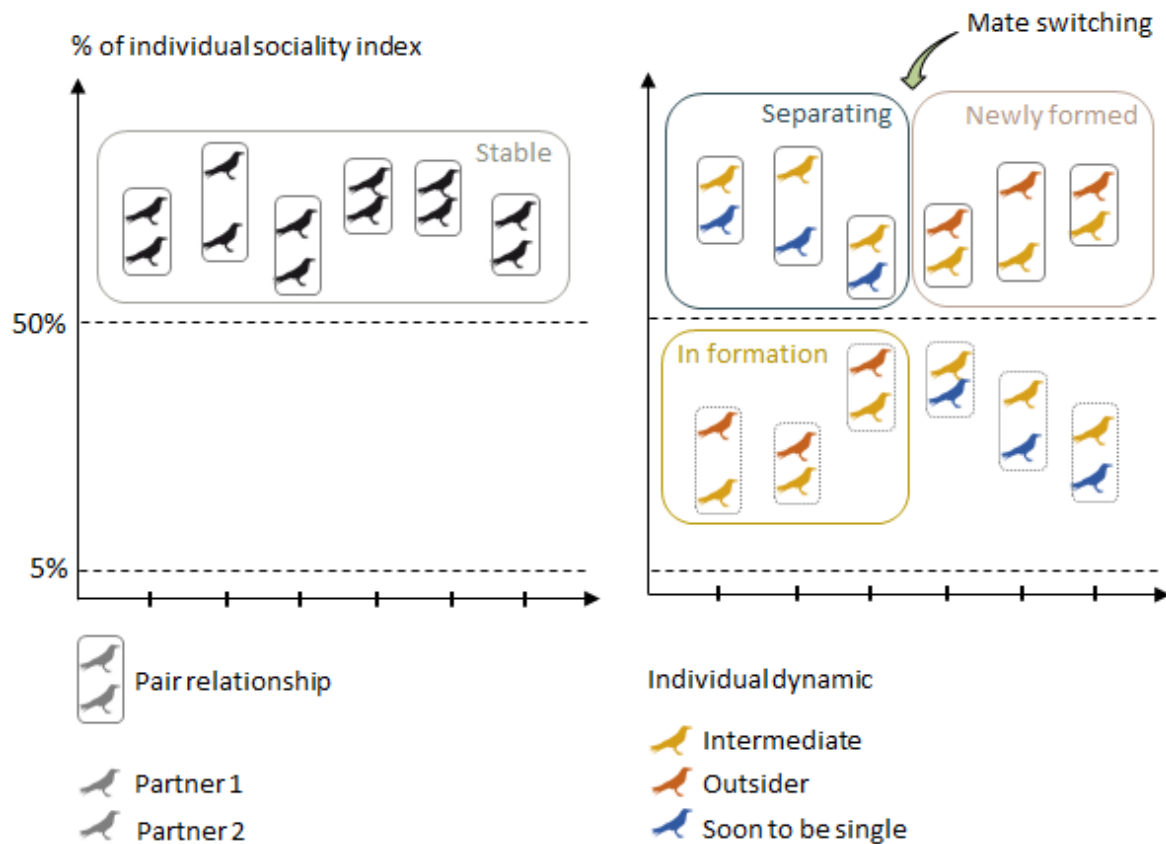 Mate switching
% of individual sociality index
Stable
Separating
Newly formed
50%
In formation
5%
Pair relationship
Partner 1
Partner 2
Individual dynamic
Intermediate
Outsider
Soon to be single